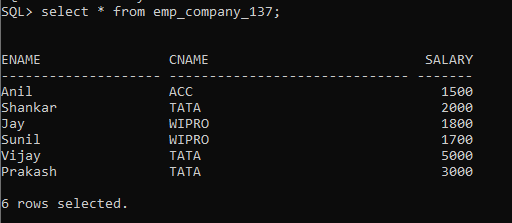 SQL> select * from emp_company_137;
ENAME                CNAME                          SALARY
-------------------- ------------------------------ -------
Anil                 ACC                              1500
Shankar              TATA                             2000
Jay                  WIPRO                            1800
Sunil                WIPRO                            1700
Vijay                TATA                             5000
Prakash              TATA                             3000
6 rows selected.